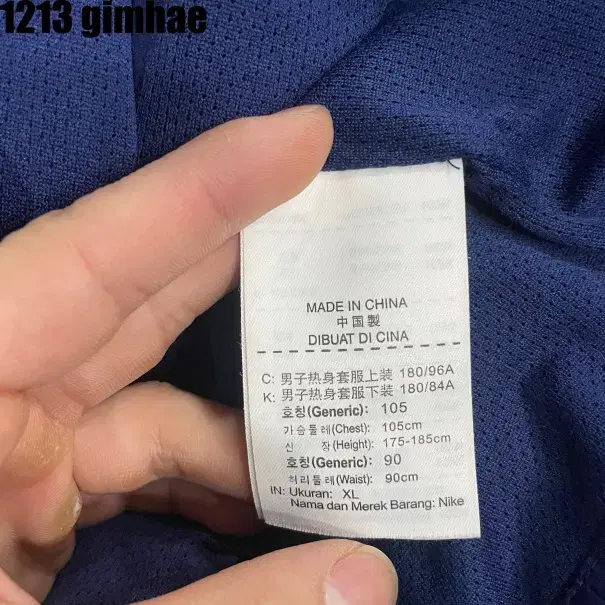 1213 gimhae
MADE IN CHINA
中国製
DIBUAT DI CINA
C: 男子热身套服上装 180/96A
K: 男子热身套服下装 180/84A
호칭(Generic): 105
가슴둘레(Chest): 105cm
신 장(Height): 175-185cm
호칭(Generic): 90
허리둘레(Waist): 90cm
IN: Ukuran: XL
Nama dan Merek Barang: Nike